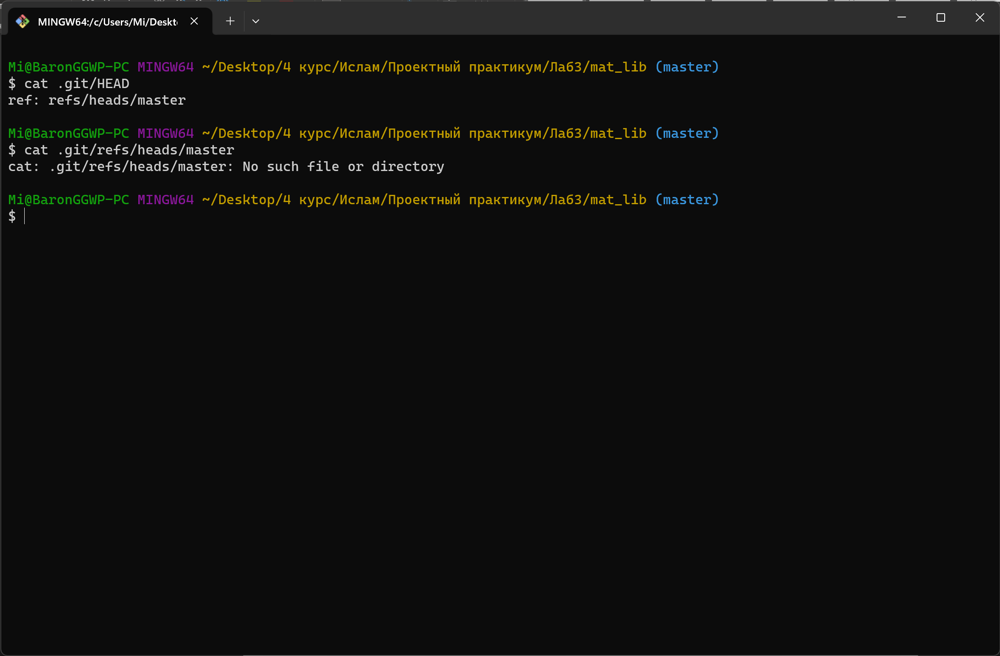 MINGW64:/c/Users/Mi/Deskt
Mi@BaronGGWP-PC MINGW64 ~/Desktop/4 курс/Ислам/Проектный практикум/Лаб3/mat_lib (master)
$ cat .git/HEAD
ref: refs/heads/master
Mi@BaronGGWP-PC MINGW64 ~/Desktop/4 курс/Ислам/Проектный практикум/Лаб3/mat_lib (master)
$ cat .git/refs/heads/master
cat: .git/refs/heads/master: No such file or directory
Mi@BaronGGWP-PC MINGW64 ~/Desktop/4 курс/Ислам/Проектный практикум/Лаб3/mat_lib (master)
$